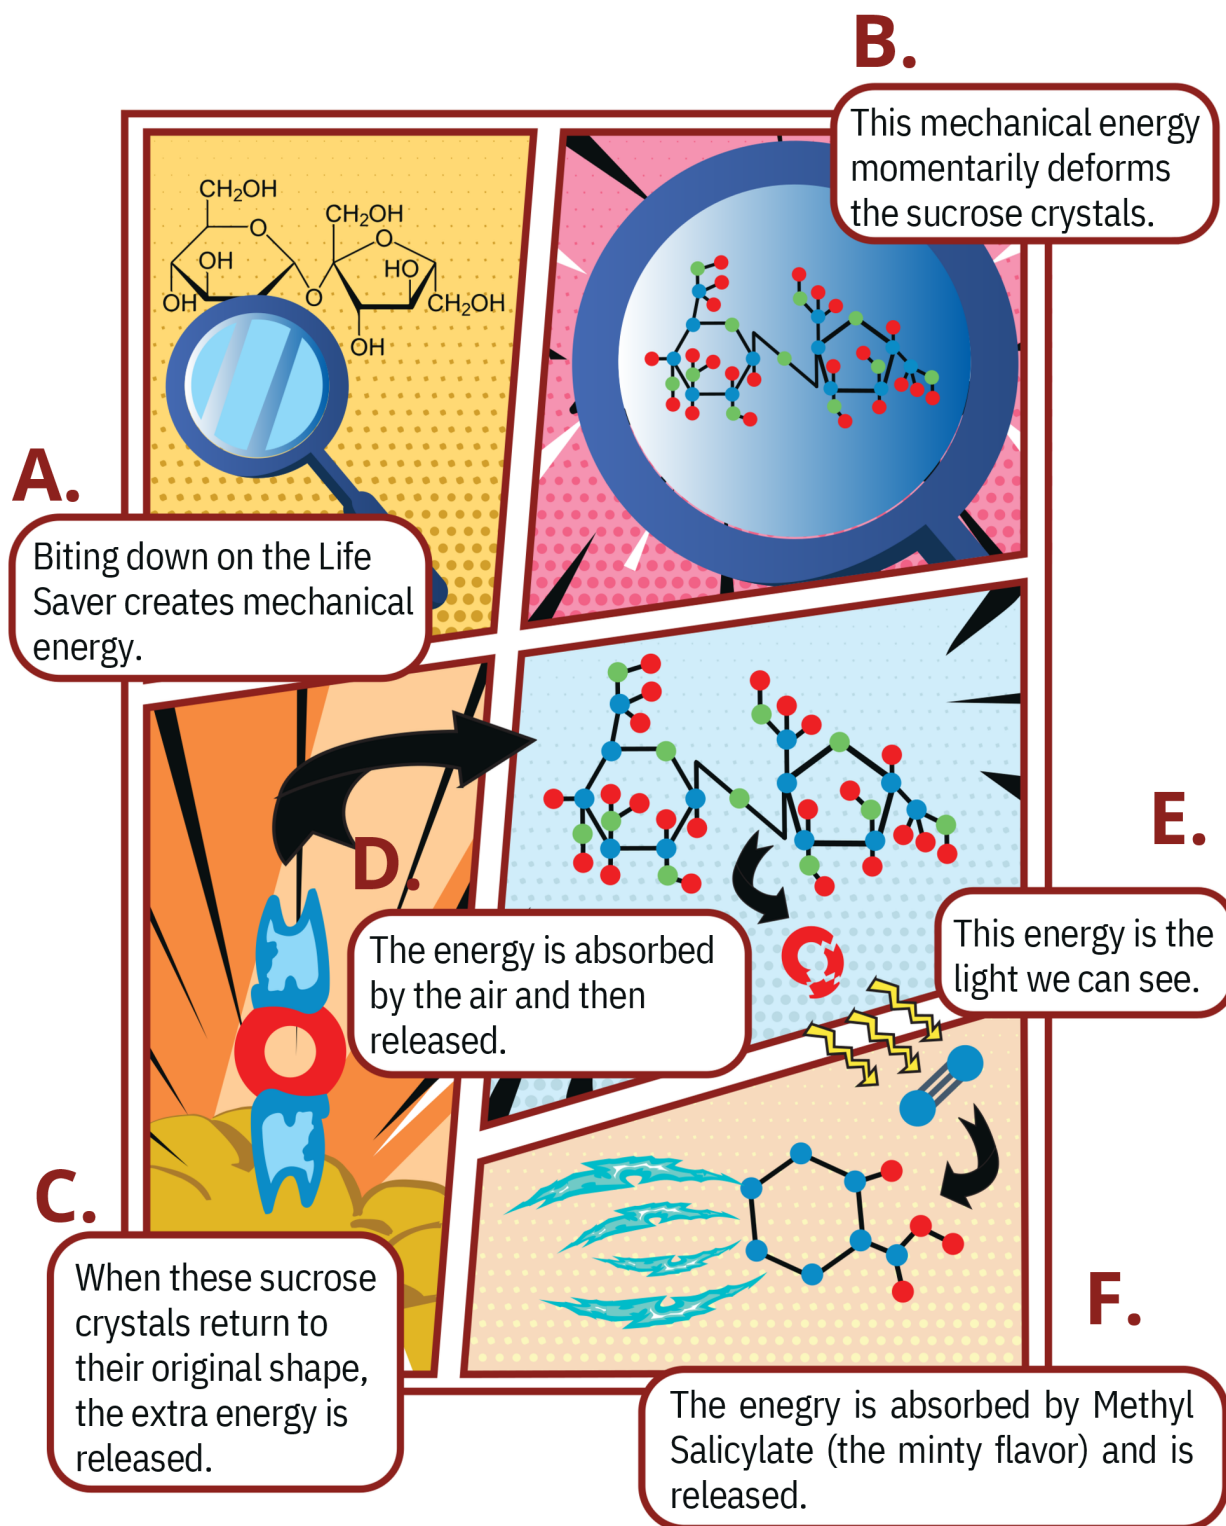 B.
This mechanical energy
momentarily deforms
the sucrose crystals.
CH₂OH
O
OH
OH
O
CH₂OH
O
HO
CH₂OH
OH
A.
Biting down on the Life
Saver creates mechanical
energy.
D.
The energy is absorbed
by the air and then
released.
E.
This energy is the
light we can see.
C.
When these sucrose
crystals return to
their original shape,
the extra energy is
released.
F.
The enegry is absorbed by Methyl
Salicylate (the minty flavor) and is
released.